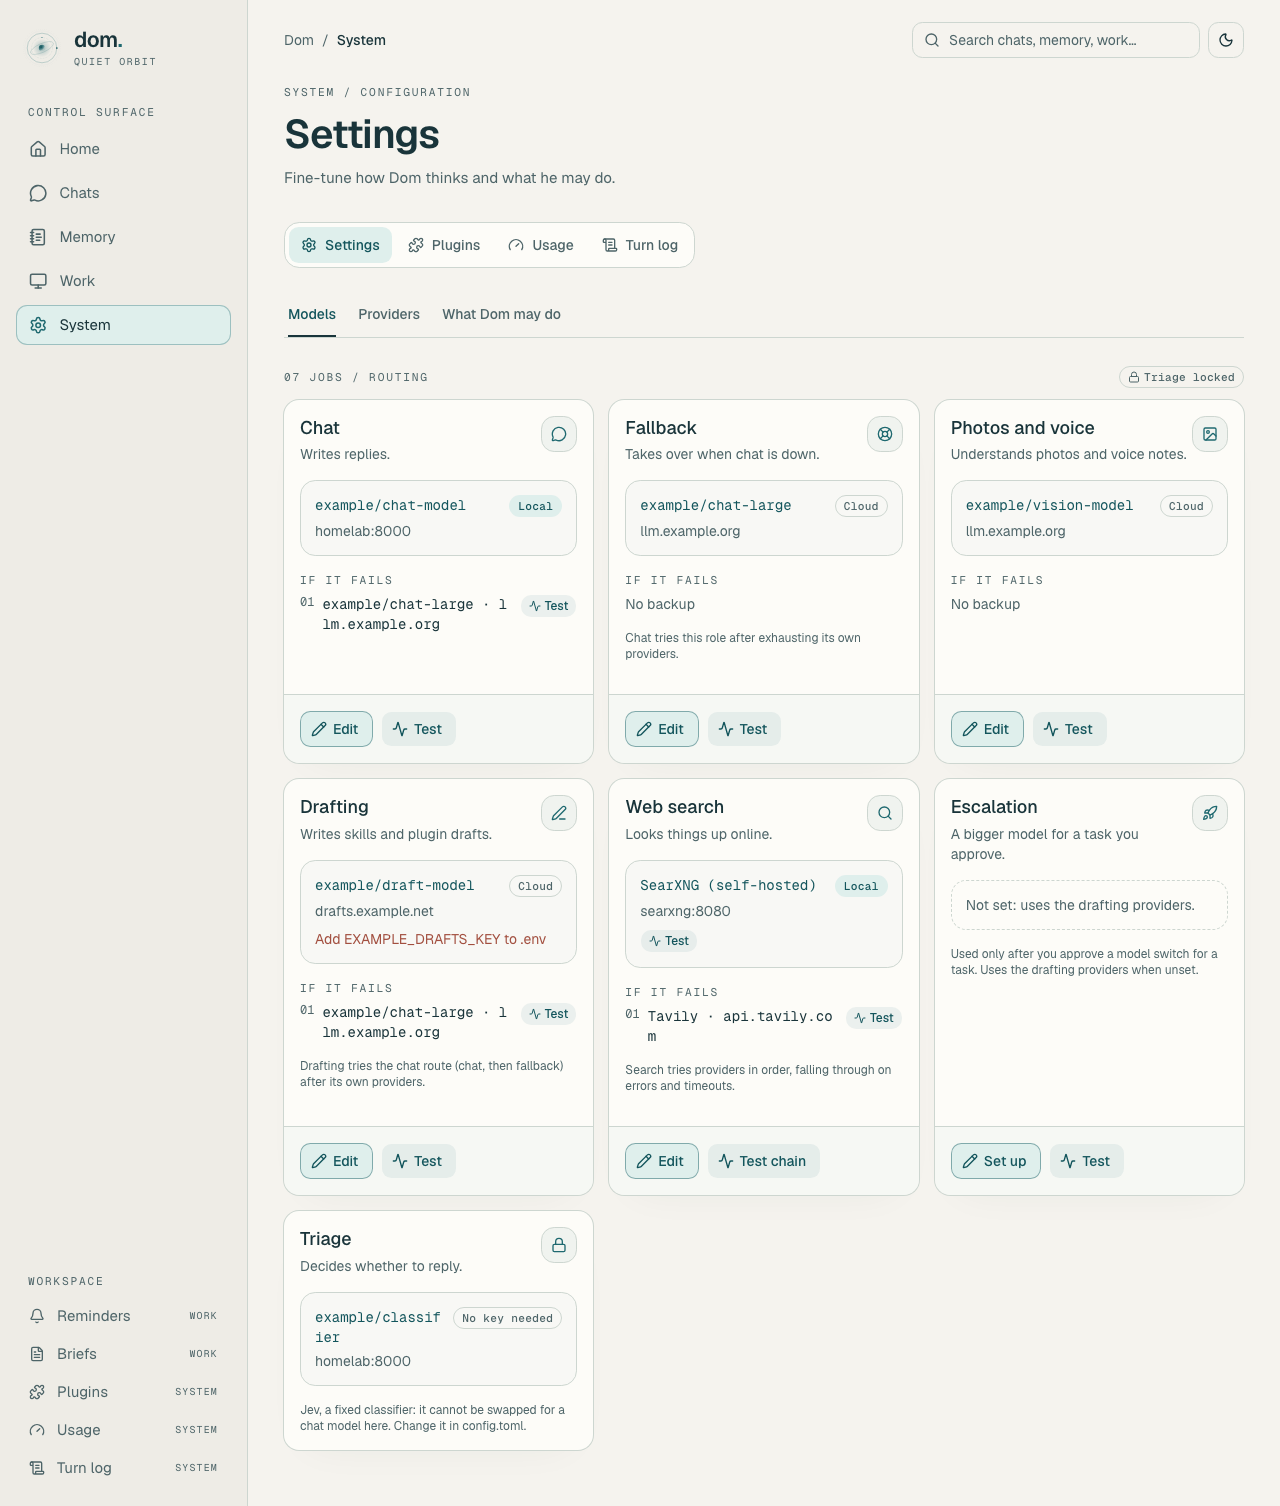 dom.
QUIET ORBIT
CONTROL SURFACE
Home
Chats
Memory
Work
System
WORKSPACE
Reminders WORK
Briefs WORK
Plugins SYSTEM
Usage SYSTEM
Turn log SYSTEM
Dom / System
Search chats, memory, work…
SYSTEM / CONFIGURATION
Settings
Fine-tune how Dom thinks and what he may do.
Settings Plugins Usage Turn log
Models Providers What Dom may do
07 JOBS / ROUTING
Triage locked
Chat
Writes replies.
example/chat-model Local
homelab:8000
IF IT FAILS
01 example/chat-large · l
lm.example.org
Test
Edit Test
Fallback
Takes over when chat is down.
example/chat-large Cloud
llm.example.org
IF IT FAILS
No backup
Chat tries this role after exhausting its own
providers.
Edit Test
Photos and voice
Understands photos and voice notes.
example/vision-model Cloud
llm.example.org
IF IT FAILS
No backup
Edit Test
Drafting
Writes skills and plugin drafts.
example/draft-model Cloud
drafts.example.net
Add EXAMPLE_DRAFTS_KEY to .env
IF IT FAILS
01 example/chat-large · l
lm.example.org
Test
Drafting tries the chat route (chat, then fallback)
after its own providers.
Edit Test
Web search
Looks things up online.
SearXNG (self-hosted) Local
searxng:8080
Test
IF IT FAILS
01 Tavily · api.tavily.co
m
Test
Search tries providers in order, falling through on
errors and timeouts.
Edit Test chain
Escalation
A bigger model for a task you
approve.
Not set: uses the drafting providers.
Used only after you approve a model switch for a
task. Uses the drafting providers when unset.
Set up Test
Triage
Decides whether to reply.
example/classif
ier
No key needed
homelab:8000
Jev, a fixed classifier: it cannot be swapped for a
chat model here. Change it in config.toml.